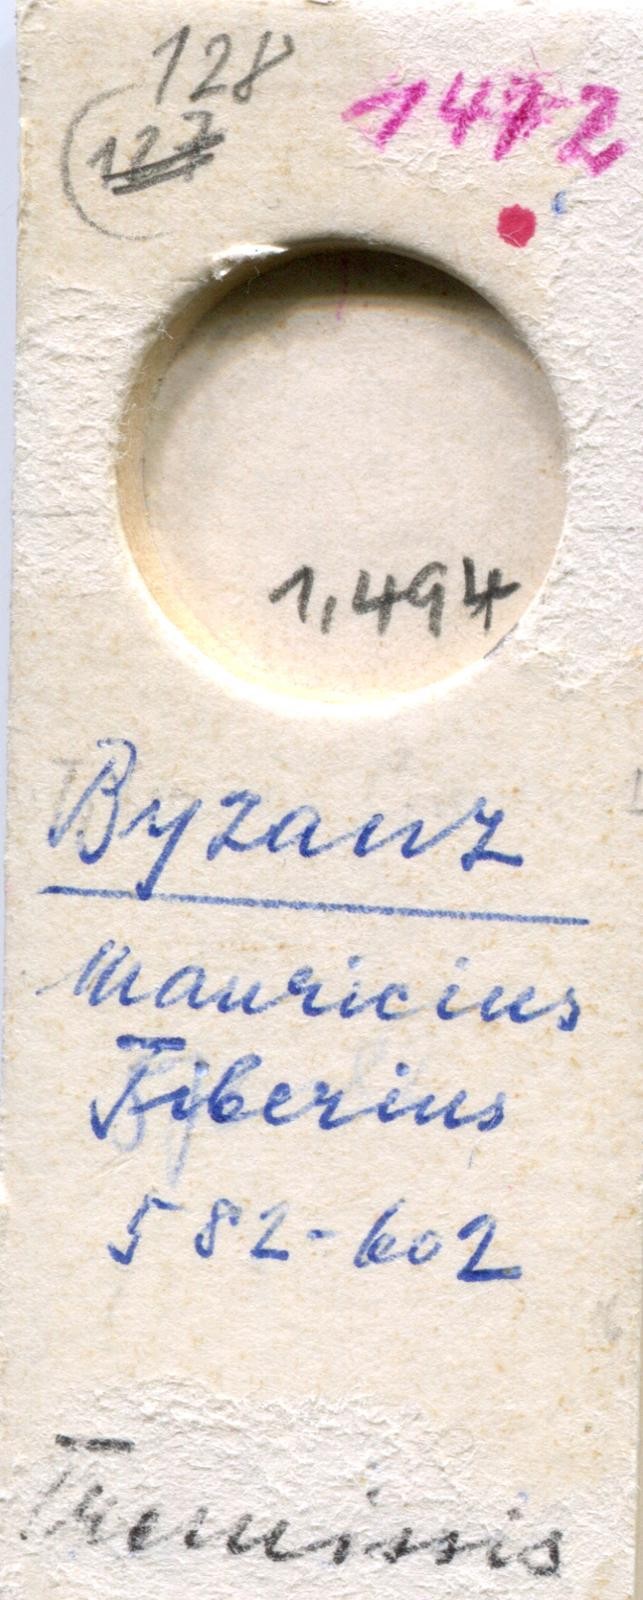 128
127
1472
1,494
Byzanz
Mauricius
Tiberius
582-602
Tremissis